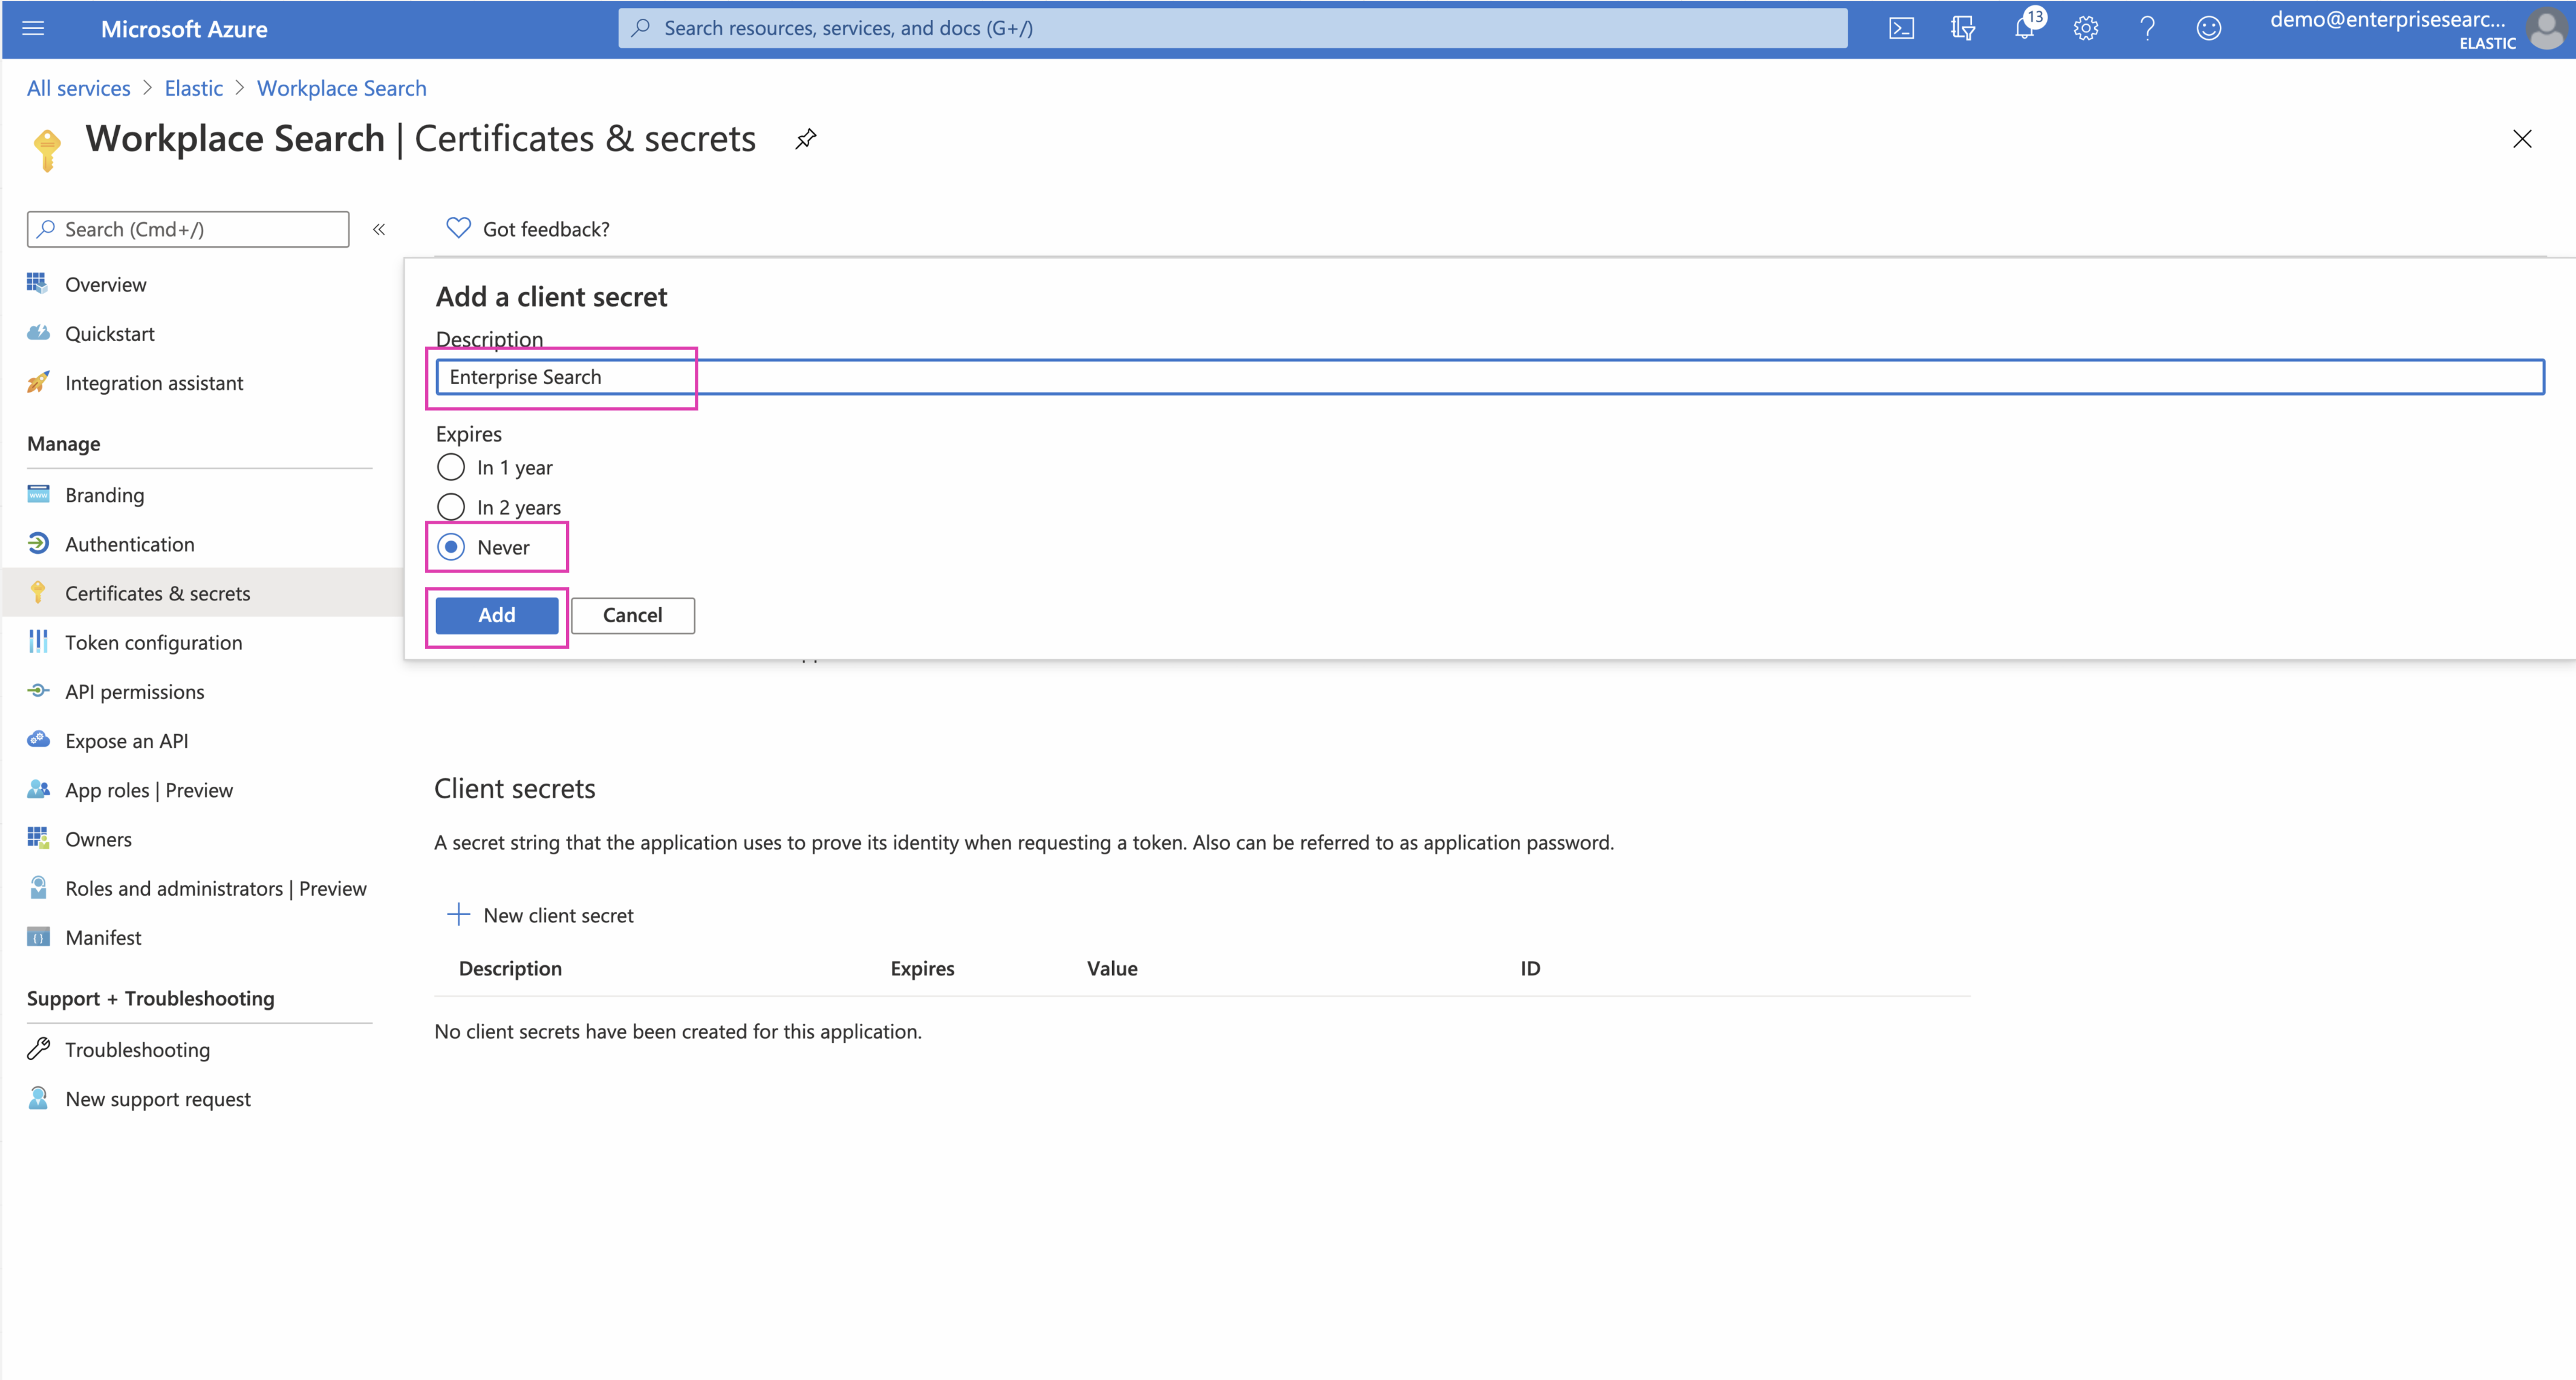 Microsoft Azure
Search resources, services, and docs (G+/)
13
demo@enterprisesearc...
ELASTIC
All services > Elastic > Workplace Search
Workplace Search | Certificates & secrets
Search (Cmd+/)
«
Got feedback?
Overview
Quickstart
Integration assistant
Manage
Branding
Authentication
Certificates & secrets
Token configuration
API permissions
Expose an API
App roles | Preview
Owners
Roles and administrators | Preview
Manifest
Support + Troubleshooting
Troubleshooting
New support request
Add a client secret
Description
Enterprise Search
Expires
In 1 year
In 2 years
Never
Add Cancel
Client secrets
A secret string that the application uses to prove its identity when requesting a token. Also can be referred to as application password.
New client secret
Description Expires Value ID
No client secrets have been created for this application.